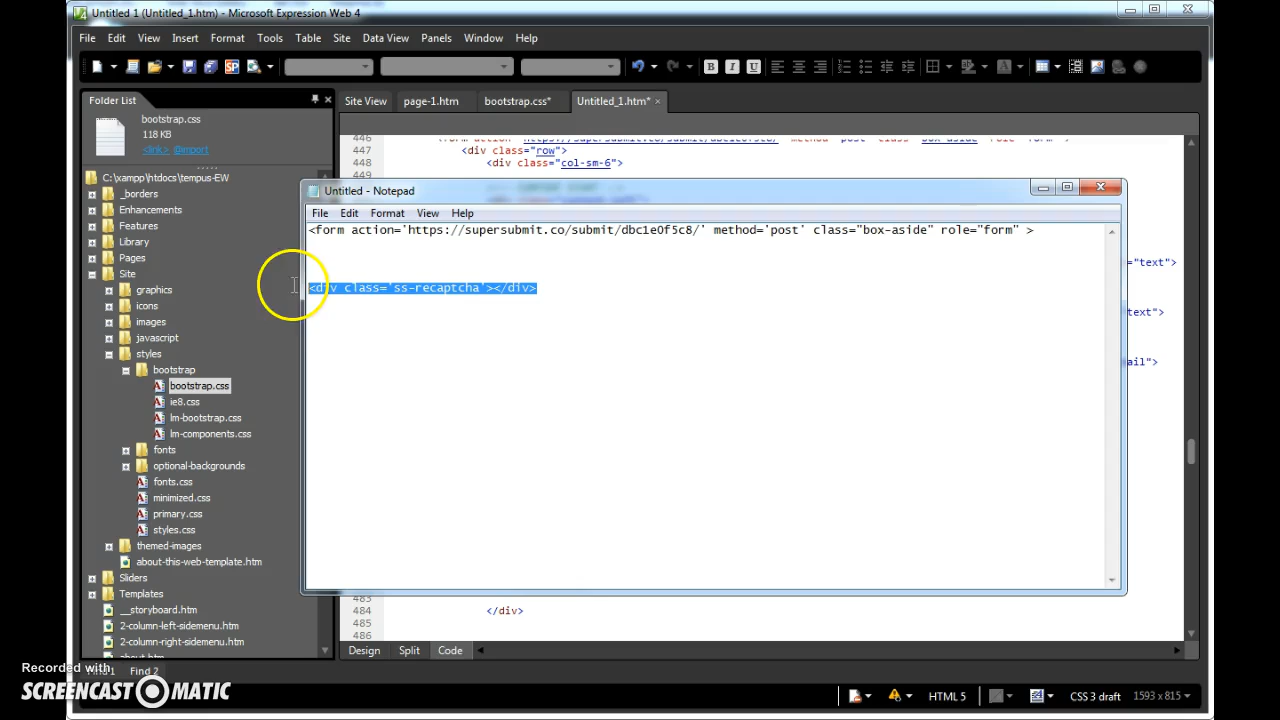 Untitled 1 (Untitled_1.htm) - Microsoft Expression Web 4
File Edit View Insert Format Tools Table Site Data View Panels Window Help
Folder List
Site View page-1.htm bootstrap.css* Untitled_1.htm*
bootstrap.css
118 KB
<link> @import
446
447 <div class="row">
448 <div class="col-sm-6">
449
C:\xampp\htdocs\tempus-EW
_borders
Enhancements
Features
Library
Pages
Site
graphics
icons
images
javascript
styles
bootstrap
bootstrap.css
ie8.css
lm-bootstrap.css
lm-components.css
fonts
optional-backgrounds
fonts.css
minimized.css
primary.css
styles.css
themed-images
about-this-web-template.htm
Sliders
Templates
__storyboard.htm
2-column-left-sidemenu.htm
2-column-right-sidemenu.htm
Untitled - Notepad
File Edit Format View Help
<form action='https://supersubmit.co/submit/dbc1e0f5c8/' method='post' class="box-aside" role="form" >
<div class='ss-recaptcha'></div>
="text">
text">
ail">
483
484 </div>
485
486
Design Split Code
Find 1 Find 2
HTML 5 CSS 3 draft 1593 x 815
Recorded with
SCREENCAST MATIC